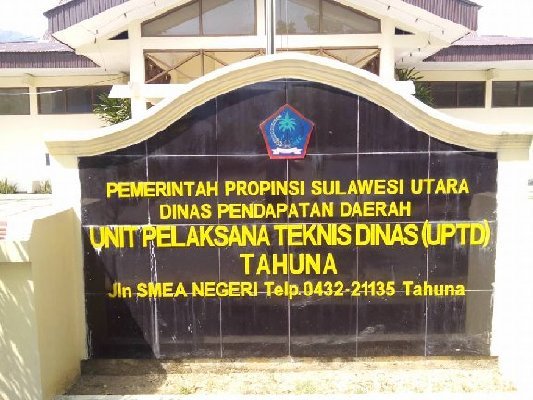 PEMERINTAH PROPINSI SULAWESI UTARA
DINAS PENDAPATAN DAERAH
UNIT PELAKSANA TEKNIS DINAS (UPTD)
TAHUNA
Jln SMEA NEGERI Telp.0432-21135 Tahuna